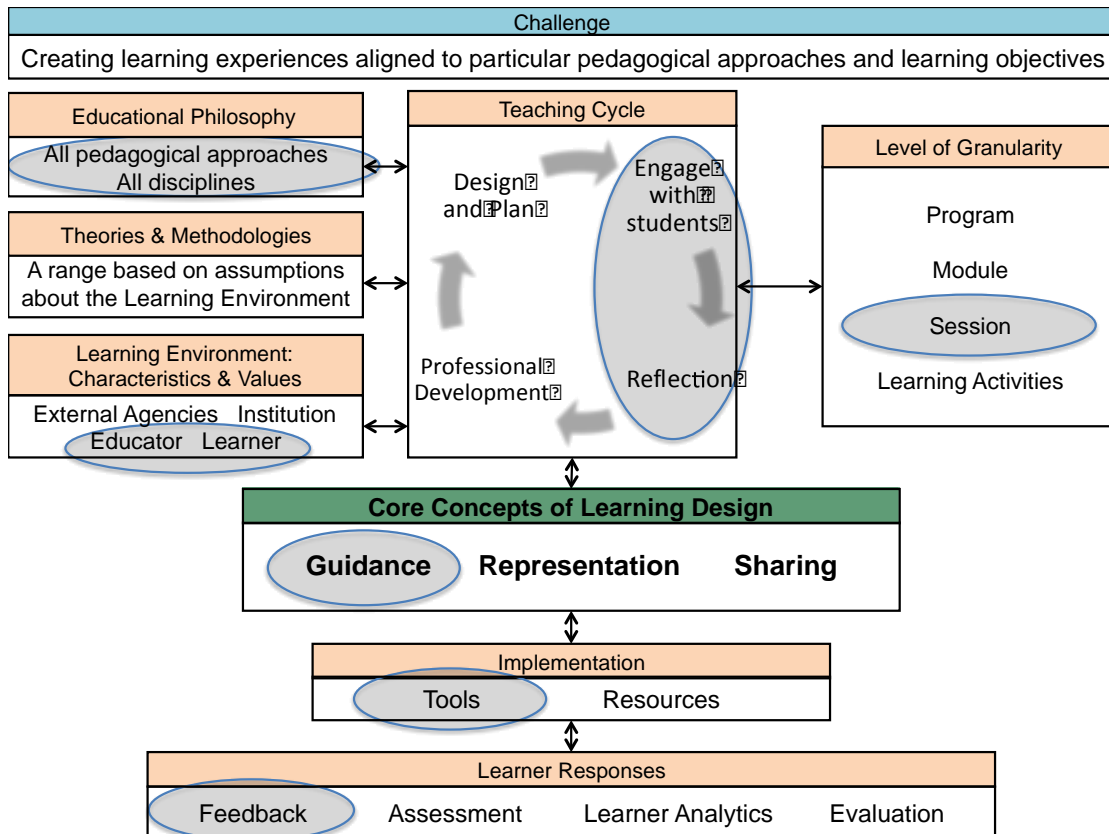 Challenge
Creating learning experiences aligned to particular pedagogical approaches and learning objectives
Educational Philosophy
All pedagogical approaches
All disciplines
Theories & Methodologies
A range based on assumptions
about the Learning Environment
Learning Environment:
Characteristics & Values
External Agencies Institution
Educator Learner
Teaching Cycle
Design
and Plan
Engage
with
students
Professional
Development
Reflection
Level of Granularity
Program
Module
Session
Learning Activities
Core Concepts of Learning Design
Guidance Representation Sharing
Implementation
Tools Resources
Learner Responses
Feedback Assessment Learner Analytics Evaluation